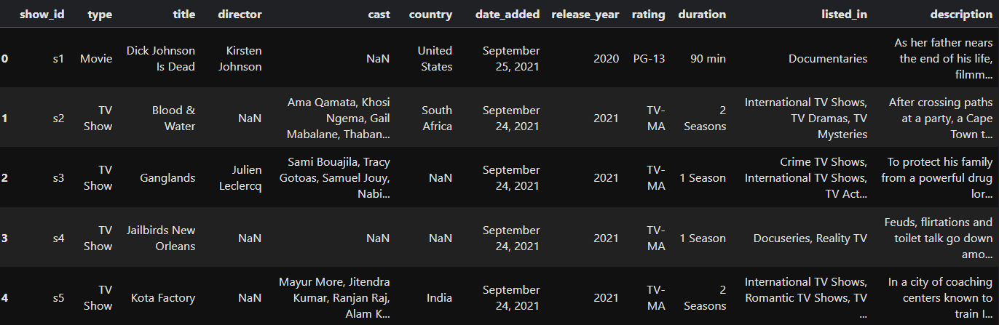 show_id type title director cast country date_added release_year rating duration listed_in description
0 s1 Movie Dick Johnson Is Dead Kirsten Johnson NaN United States September 25, 2021 2020 PG-13 90 min Documentaries As her father nears the end of his life, filmm...
1 s2 TV Show Blood & Water NaN Ama Qamata, Khosi Ngema, Gail Mabalane, Thaban... South Africa September 24, 2021 2021 TV-MA 2 Seasons International TV Shows, TV Dramas, TV Mysteries After crossing paths at a party, a Cape Town t...
2 s3 TV Show Ganglands Julien Leclercq Sami Bouajila, Tracy Gotoas, Samuel Jouy, Nabi... NaN September 24, 2021 2021 TV-MA 1 Season Crime TV Shows, International TV Shows, TV Act... To protect his family from a powerful drug lor...
3 s4 TV Show Jailbirds New Orleans NaN NaN NaN September 24, 2021 2021 TV-MA 1 Season Docuseries, Reality TV Feuds, flirtations and toilet talk go down amo...
4 s5 TV Show Kota Factory NaN Mayur More, Jitendra Kumar, Ranjan Raj, Alam K... India September 24, 2021 2021 TV-MA 2 Seasons International TV Shows, Romantic TV Shows, TV ... In a city of coaching centers known to train I...